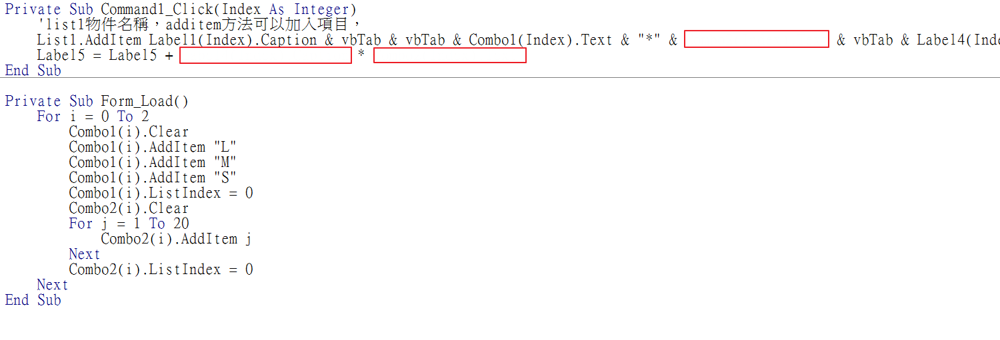 Private Sub Command1_Click(Index As Integer)
'list1物件名稱，additem方法可以加入項目，
List1.AddItem Label1(Index).Caption & vbTab & vbTab & Combo1(Index).Text & "*" & & vbTab & Label4(Inde
Label5 = Label5 + *
End Sub
Private Sub Form_Load()
For i = 0 To 2
Combo1(i).Clear
Combo1(i).AddItem "L"
Combo1(i).AddItem "M"
Combo1(i).AddItem "S"
Combo1(i).ListIndex = 0
Combo2(i).Clear
For j = 1 To 20
Combo2(i).AddItem j
Next
Combo2(i).ListIndex = 0
Next
End Sub